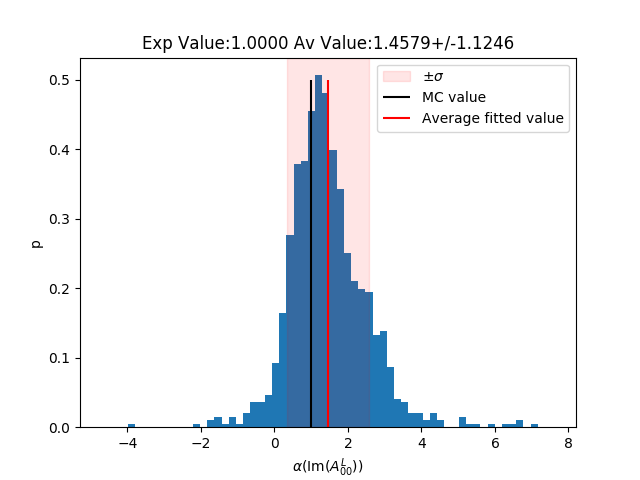 Exp Value:1.0000 Av Value:1.4579+/-1.1246
±σ
MC value
Average fitted value
0.5
0.4
0.3
0.2
0.1
0.0
p
−4 −2 0 2 4 6 8
α(Im(A^L_00))